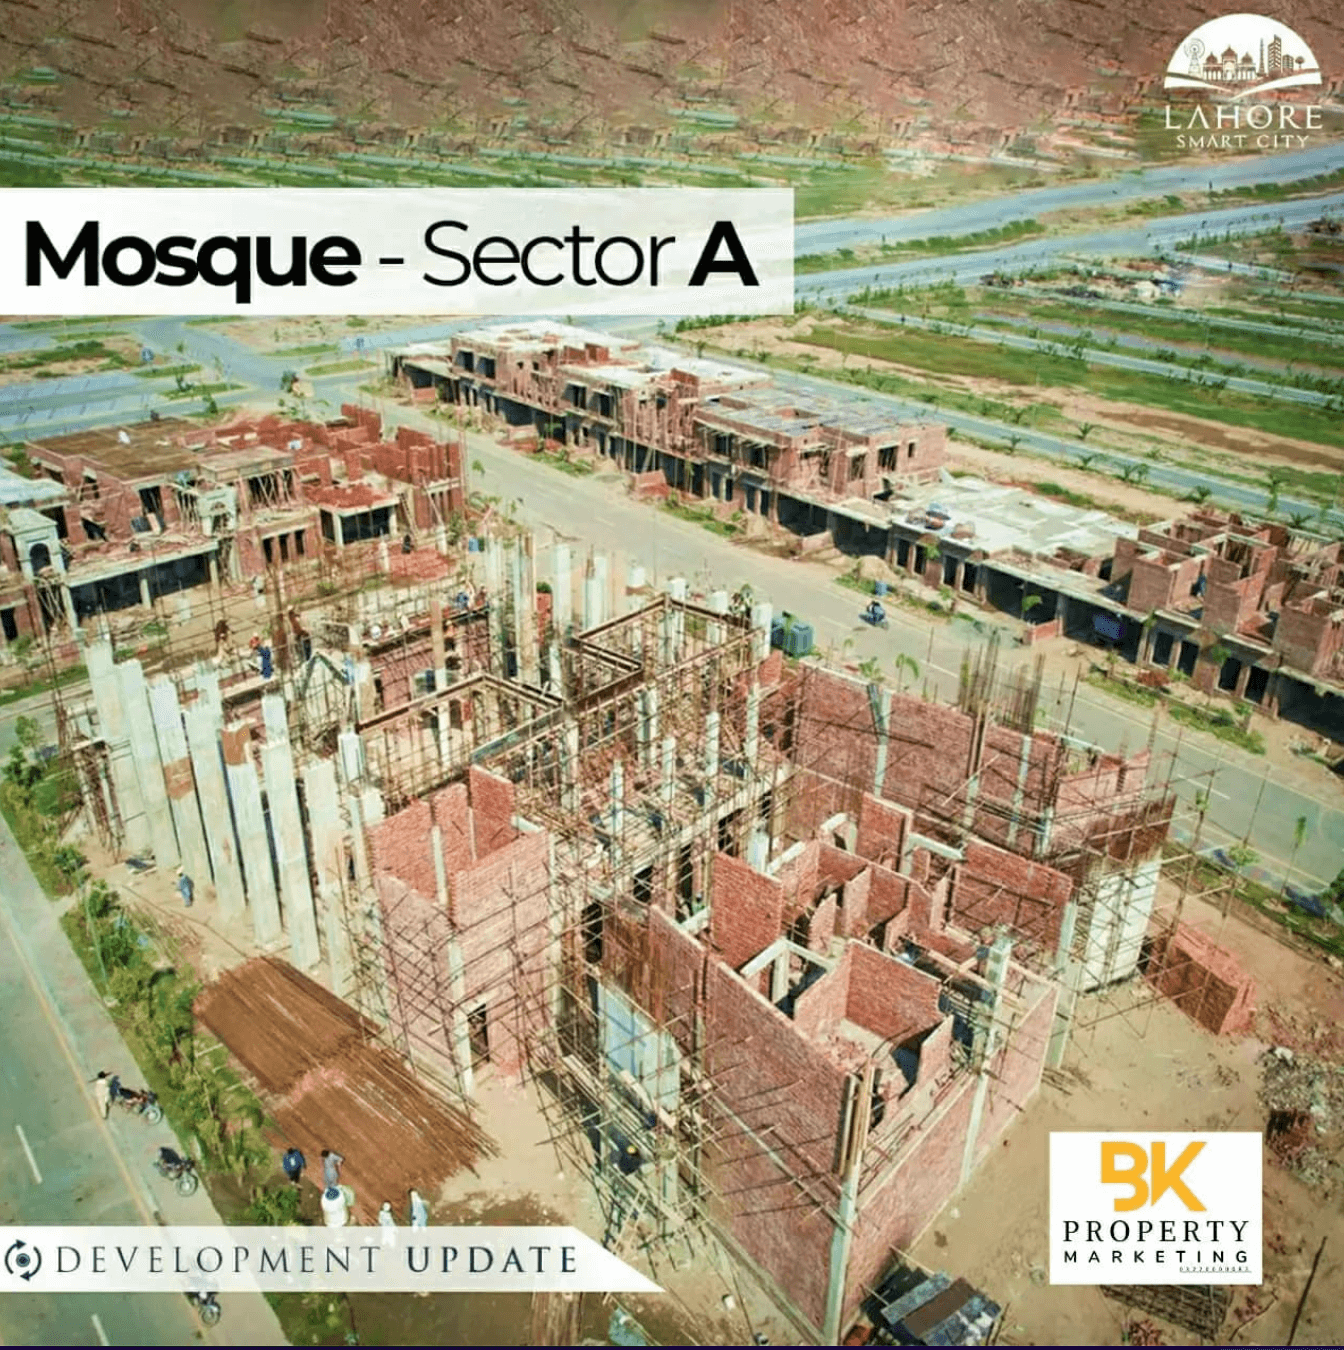 LAHORE
SMART CITY
Mosque - Sector A
DEVELOPMENT UPDATE
BK
PROPERTY
MARKETING